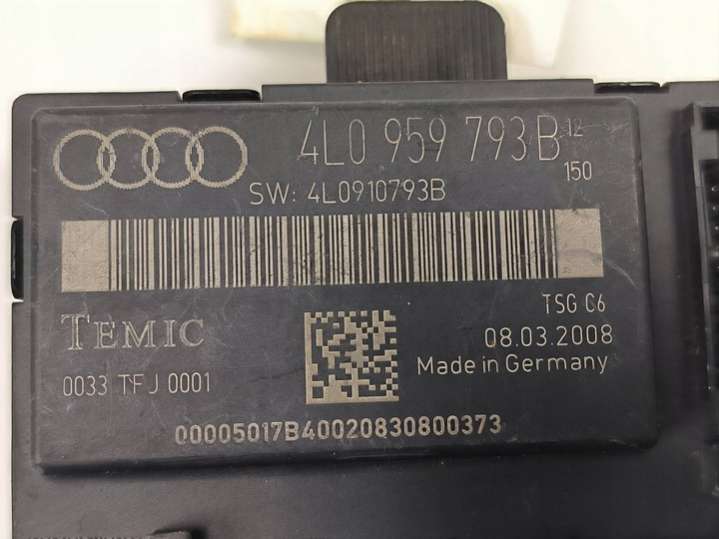 4L0 959 793 B 12
150
SW: 4L0910793B
TEMIC
TSG C6
08.03.2008
Made in Germany
0033 TFJ 0001
00005017B40020830800373